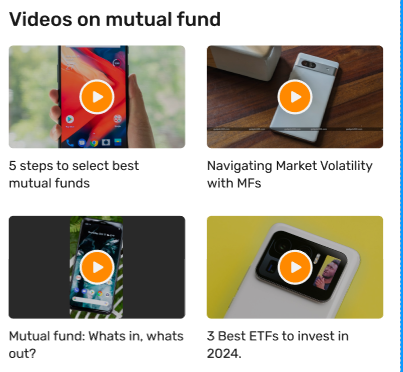 Videos on mutual fund
5 steps to select best
mutual funds
Navigating Market Volatility
with MFs
Mutual fund: Whats in, whats
out?
3 Best ETFs to invest in
2024.